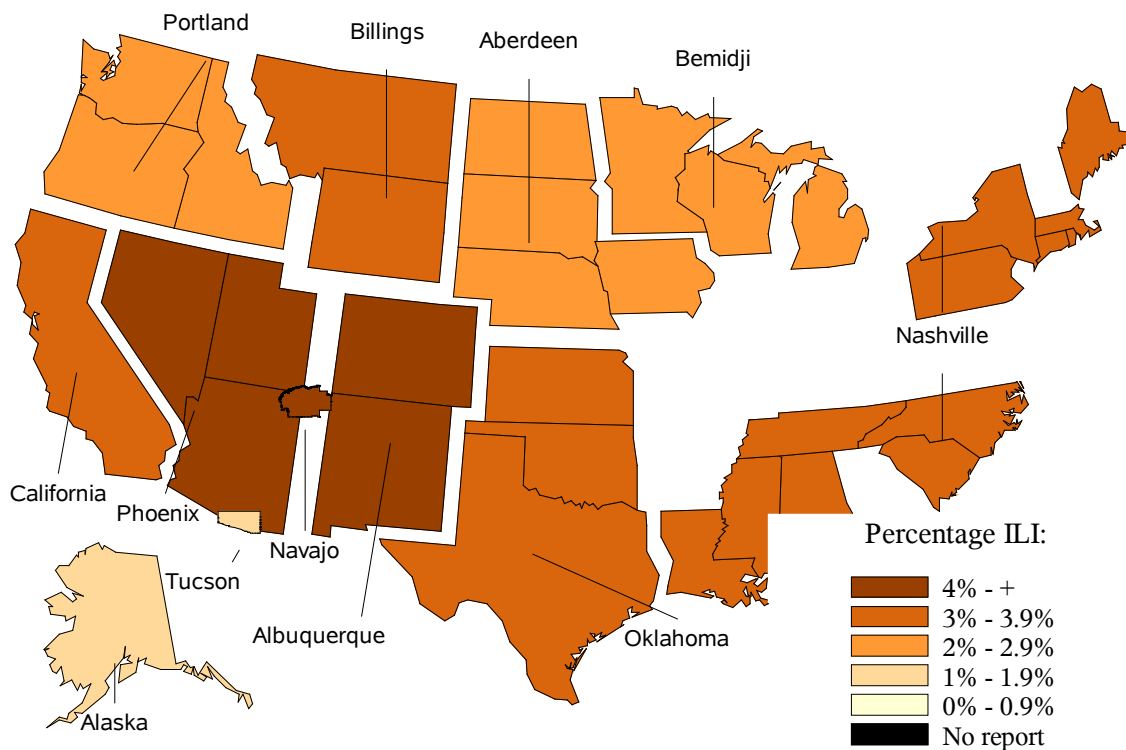 Portland
Billings
Aberdeen
Bemidji
Nashville
California
Phoenix
Navajo
Tucson
Albuquerque
Oklahoma
Alaska
Percentage ILI:
4% - +
3% - 3.9%
2% - 2.9%
1% - 1.9%
0% - 0.9%
No report